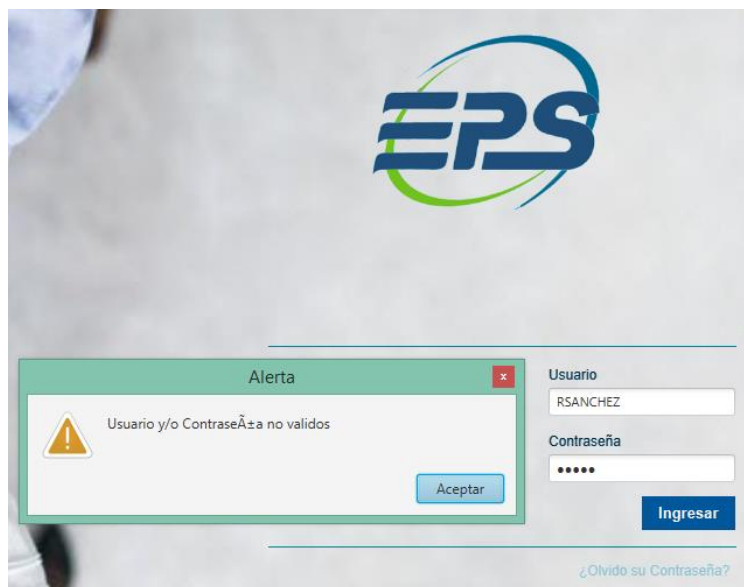 EPS
Alerta
x
Usuario y/o ContraseÃ±a no validos
Aceptar
Usuario
RSANCHEZ
Contraseña
•••••
Ingresar
¿Olvido su Contraseña?